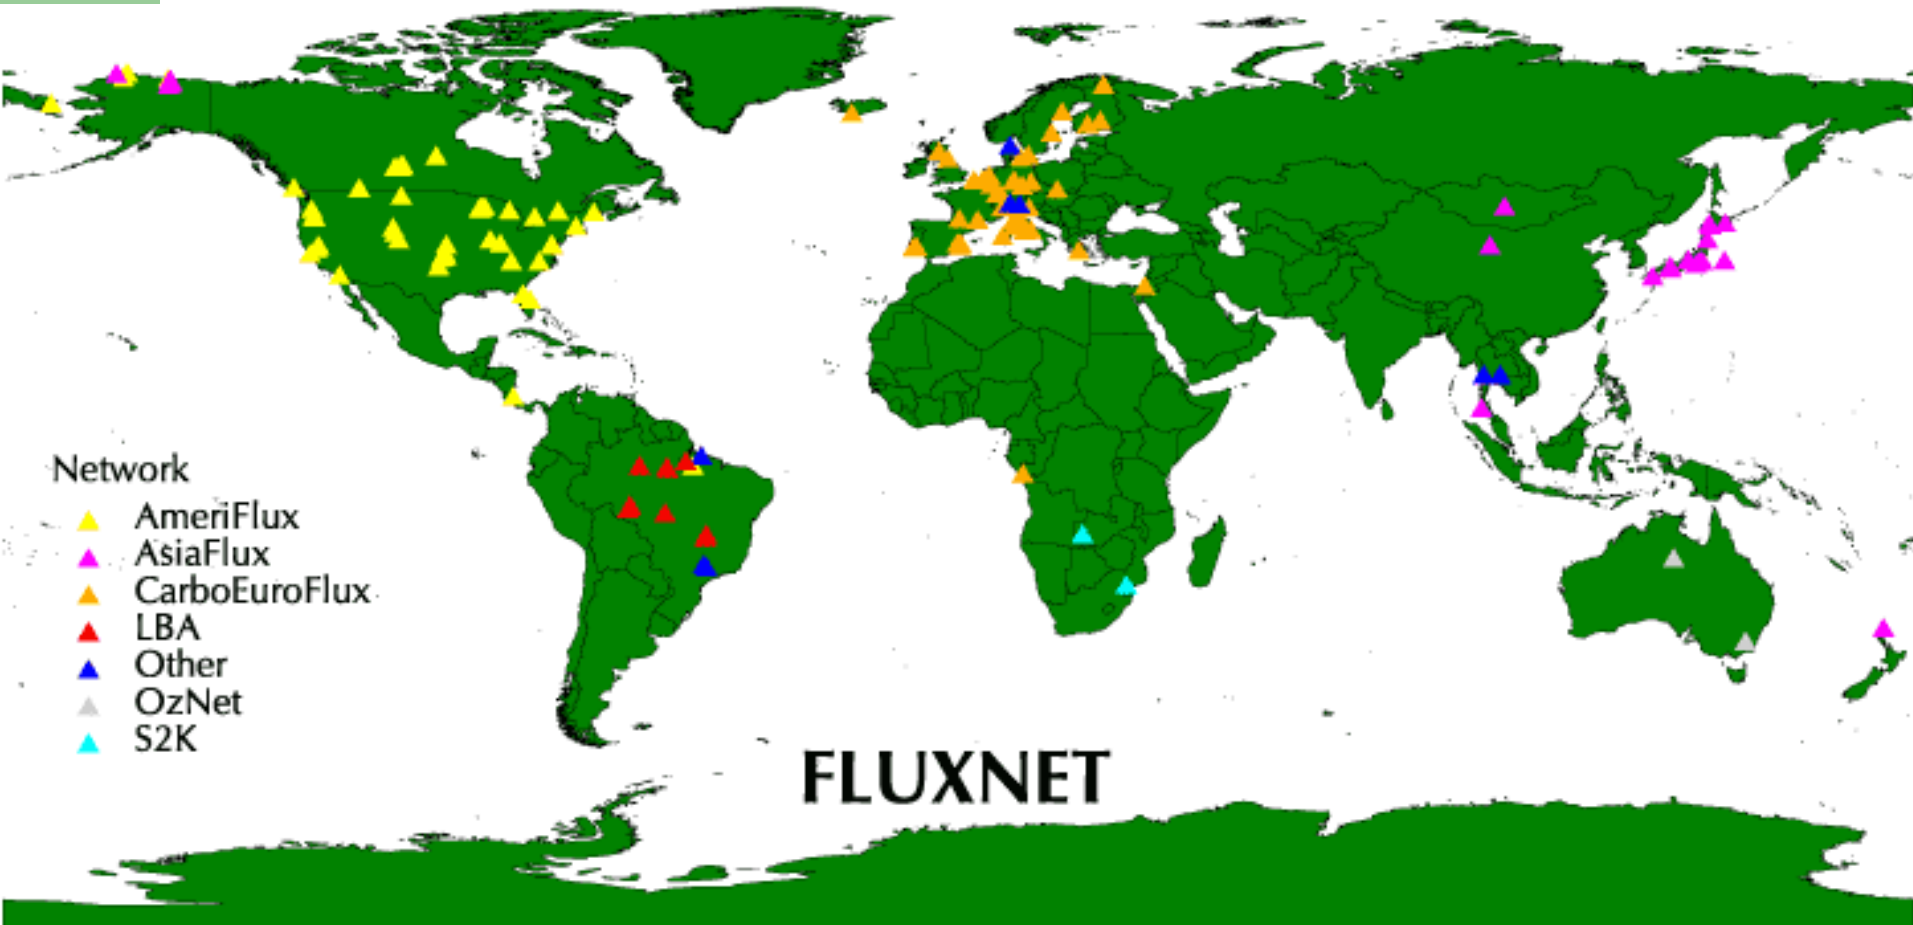 Network
AmeriFlux
AsiaFlux
CarboEuroFlux
LBA
Other
OzNet
S2K
FLUXNET